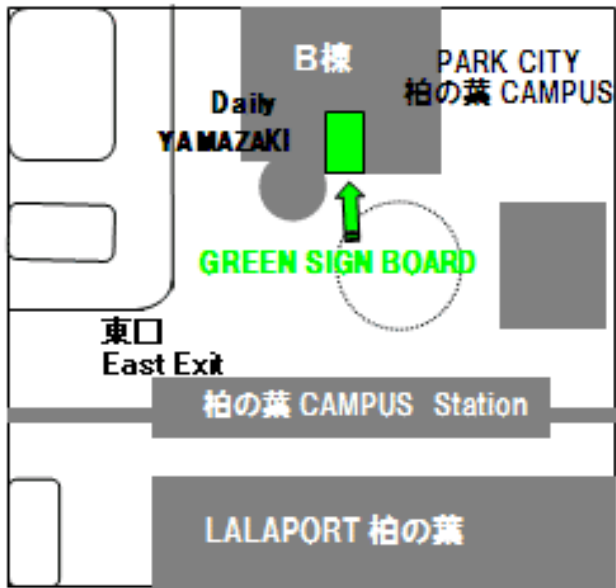 B棟
PARK CITY
柏の葉 CAMPUS
Daily
YAMAZAKI
GREEN SIGN BOARD
東口
East Exit
柏の葉 CAMPUS Station
LALAPORT 柏の葉